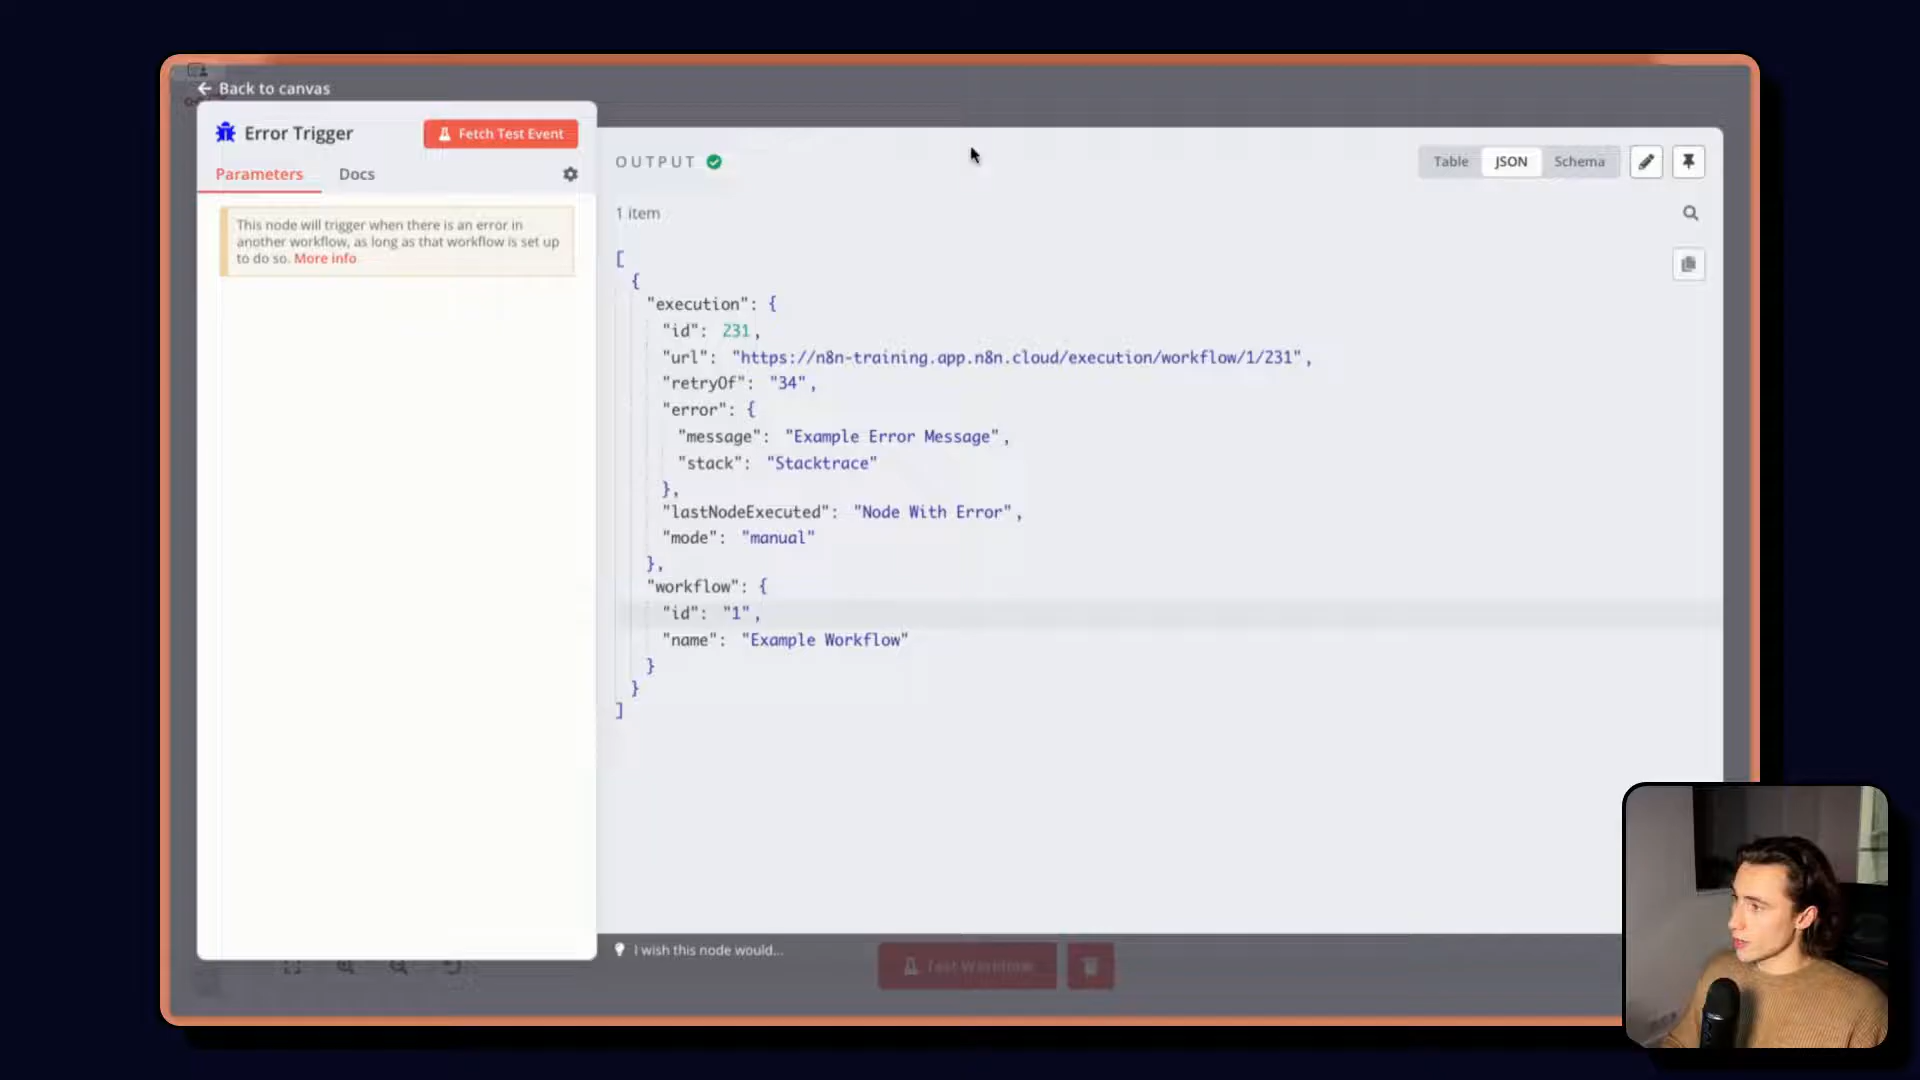 Back to canvas
Error Trigger
Fetch Test Event
Parameters
Docs
This node will trigger when there is an error in
another workflow, as long as that workflow is set up
to do so. More info
OUTPUT
Table
JSON
Schema
1 item
[
{
"execution": {
"id": 231,
"url": "https://n8n-training.app.n8n.cloud/execution/workflow/1/231",
"retryOf": "34",
"error": {
"message": "Example Error Message",
"stack": "Stacktrace"
},
"lastNodeExecuted": "Node With Error",
"mode": "manual"
},
"workflow": {
"id": "1",
"name": "Example Workflow"
}
}
]
I wish this node would...
Test Workflow